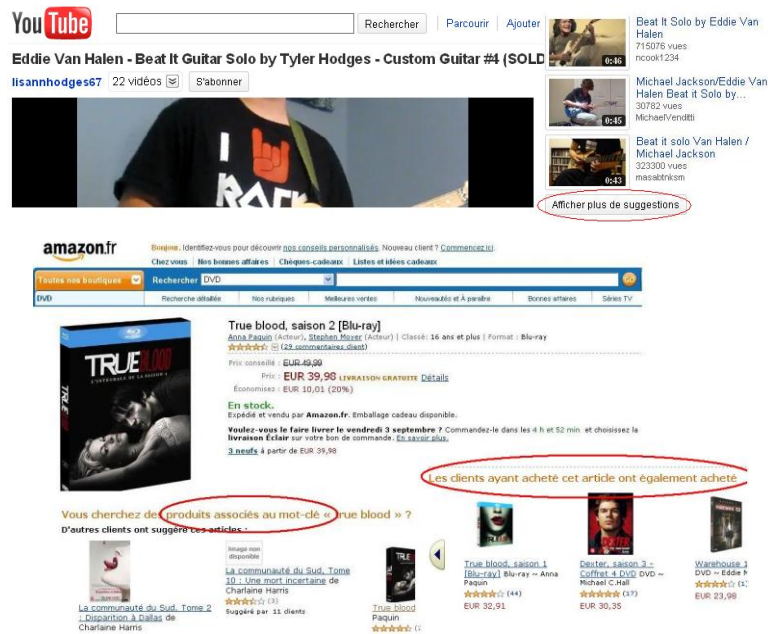 YouTube
Rechercher
Parcourir
Ajouter
Eddie Van Halen - Beat It Guitar Solo by Tyler Hodges - Custom Guitar #4 (SOLD
lisannhodges67 22 vidéos S'abonner
I
ROCK
0:46
Beat It Solo by Eddie Van
Halen
715076 vues
ncook1234
0:45
Michael Jackson/Eddie Van
Halen Beat it Solo by...
30782 vues
MichaelVenditti
0:43
Beat it solo Van Halen /
Michael Jackson
323300 vues
masabtnksm
Afficher plus de suggestions
amazon.fr
Bonjour. Identifiez-vous pour découvrir nos conseils personnalisés. Nouveau client ? Commencez ici.
Chez vous Nos bonnes affaires Chèques-cadeaux Listes et idées cadeaux
Toutes nos boutiques Rechercher DVD GO
DVD Recherche détaillée Nos rubriques Meilleures ventes Nouveautés et À paraître Bonnes affaires Séries TV
TRUE BLOOD
L'INTÉGRALE DE LA SAISON 2
True blood, saison 2 [Blu-ray]
Anna Paquin (Acteur), Stephen Moyer (Acteur) | Classé: 16 ans et plus | Format : Blu-ray
(29 commentaires client)
Prix conseillé : EUR 49,99
Prix : EUR 39,98 LIVRAISON GRATUITE Détails
Économisez : EUR 10,01 (20%)
En stock.
Expédié et vendu par Amazon.fr. Emballage cadeau disponible.
Voulez-vous le faire livrer le vendredi 3 septembre ? Commandez-le dans les 4 h et 52 min et choisissez la
livraison Éclair sur votre bon de commande. En savoir plus.
3 neufs à partir de EUR 39,98
Les clients ayant acheté cet article ont également acheté
Vous cherchez des produits associés au mot-clé « true blood » ?
D'autres clients ont suggéré ces articles :
La communauté du Sud, Tome 2
: Disparition à Dallas de
Charlaine Harris
Image non
disponible
La communauté du Sud, Tome
10 : Une mort incertaine de
Charlaine Harris
(3)
Suggéré par 11 clients
True blood
Paquin
True blood, saison 1
[Blu-ray] Blu-ray ~ Anna
Paquin
(44)
EUR 32,91
DEXTER
Dexter, saison 3 -
Coffret 4 DVD DVD ~
Michael C.Hall
(17)
EUR 30,35
Warehouse 1
DVD ~ Eddie M
EUR 23,98